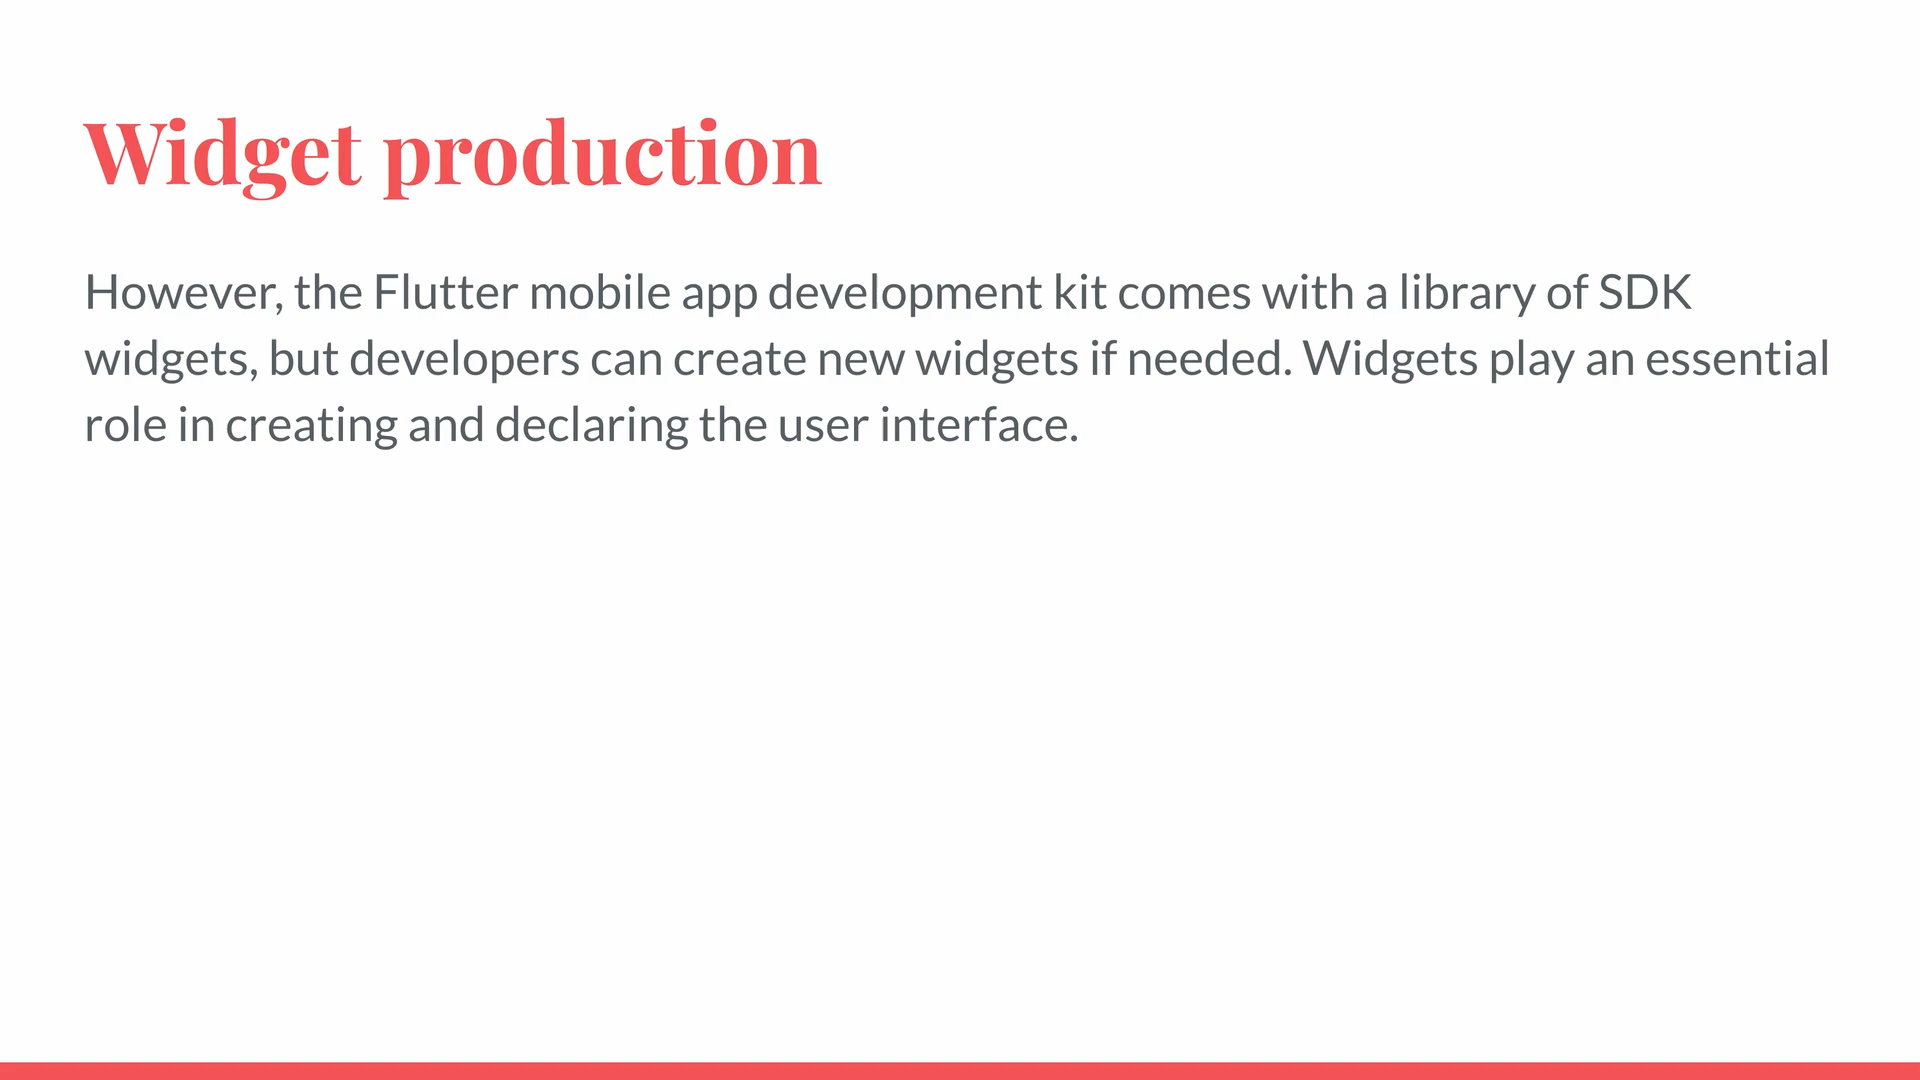 Widget production
However, the Flutter mobile app development kit comes with a library of SDK
widgets, but developers can create new widgets if needed. Widgets play an essential
role in creating and declaring the user interface.